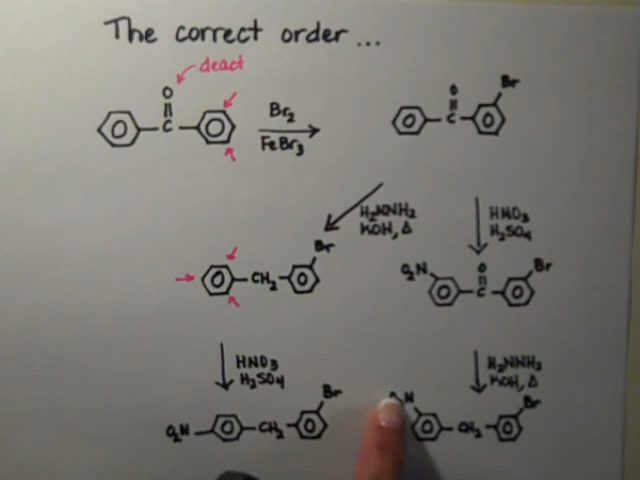 The correct order ...
deact
O
C
Br2
FeBr3
O
C
Br
H2NNH2
KOH, Δ
HNO3
H2SO4
CH2
Br
O2N
O
C
Br
HNO3
H2SO4
H2NNH2
KOH, Δ
O2N
CH2
Br
N
CH2
Br